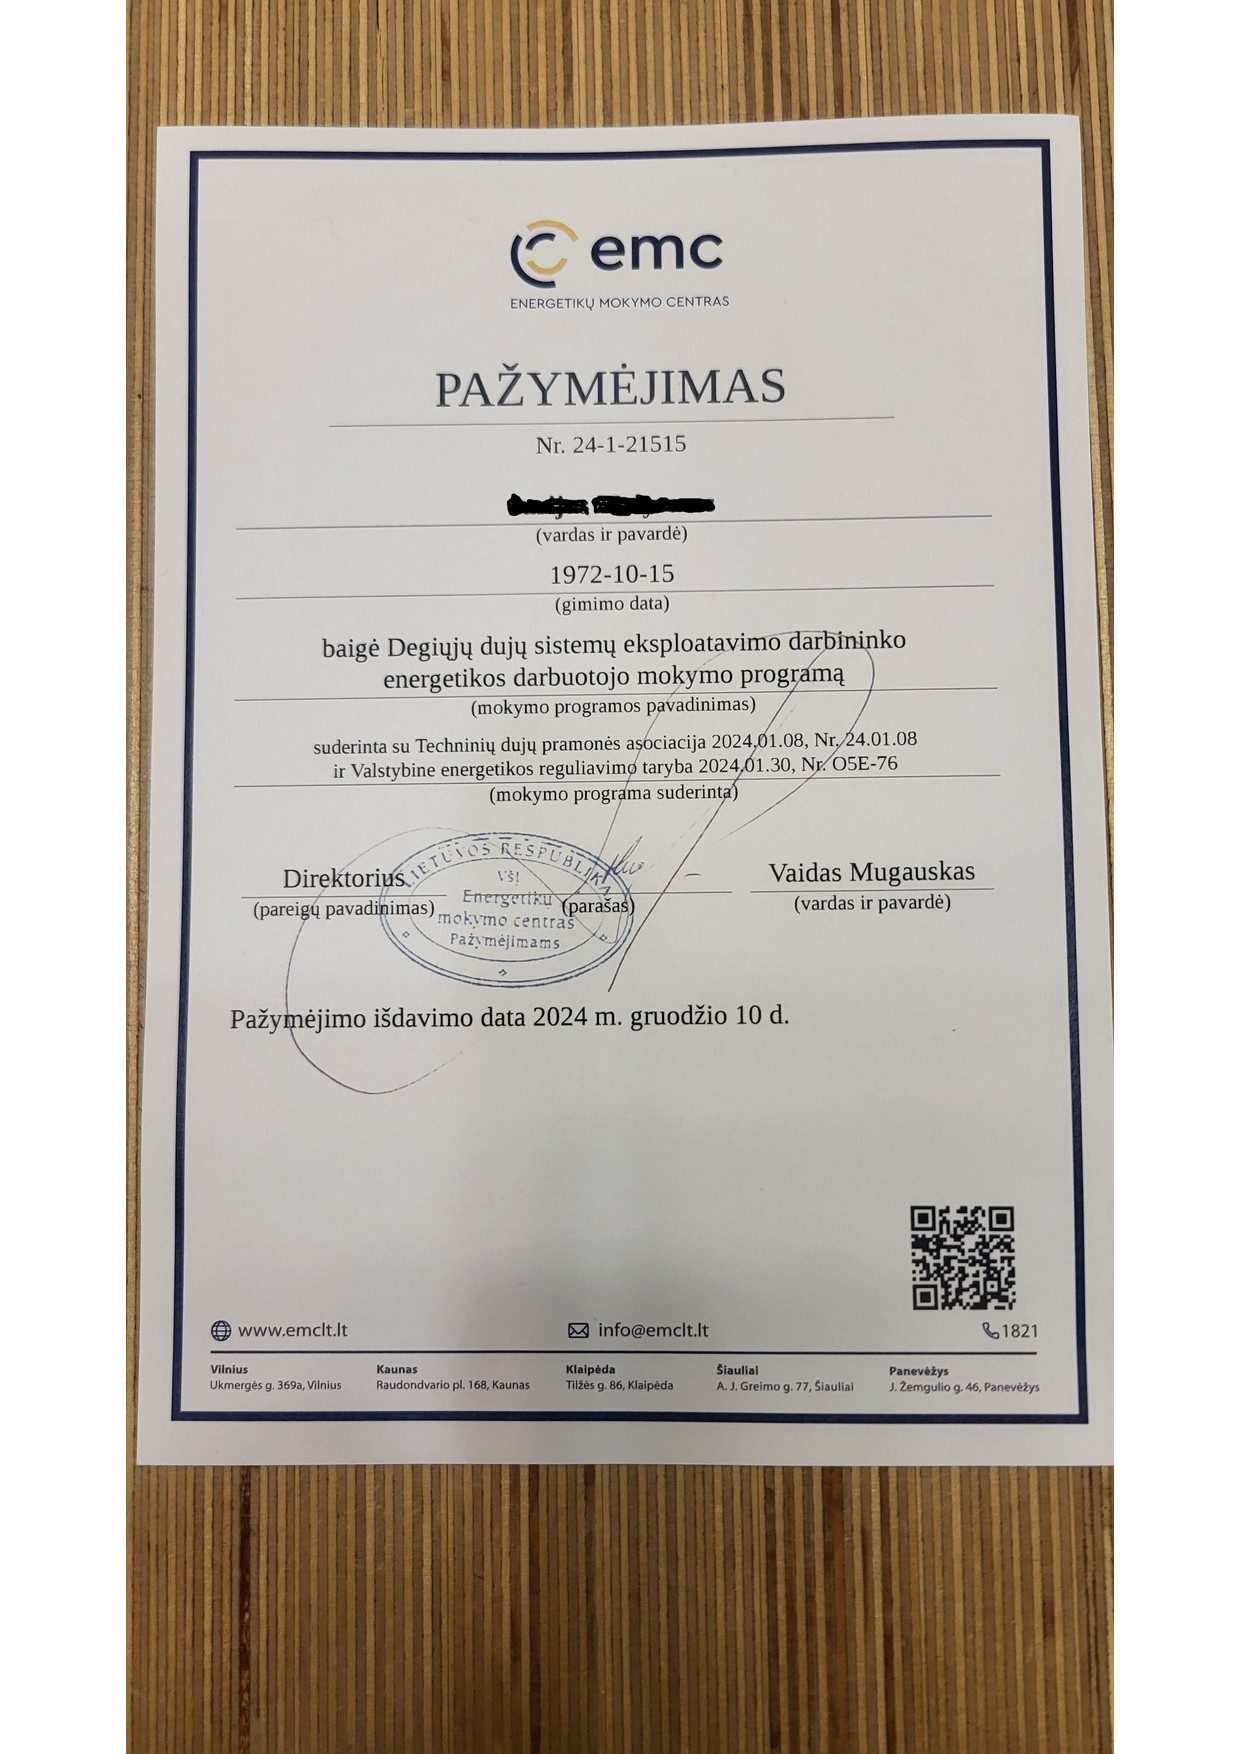 emc
ENERGETIKŲ MOKYMO CENTRAS
PAŽYMĖJIMAS
Nr. 24-1-21515
(vardas ir pavardė)
1972-10-15
(gimimo data)
baigė Degiųjų dujų sistemų eksploatavimo darbininko
energetikos darbuotojo mokymo programą
(mokymo programos pavadinimas)
suderinta su Techninių dujų pramonės asociacija 2024.01.08, Nr. 24.01.08
ir Valstybine energetikos reguliavimo taryba 2024.01.30, Nr. O5E-76
(mokymo programa suderinta)
Direktorius
(pareigų pavadinimas)
LIETUVOS RESPUBLIKA
VšĮ
Energetikų
mokymo centras
Pažymėjimams
(parašas)
Vaidas Mugauskas
(vardas ir pavardė)
Pažymėjimo išdavimo data 2024 m. gruodžio 10 d.
www.emclt.lt info@emclt.lt 1821
Vilnius Kaunas Klaipėda Šiauliai Panevėžys
Ukmergės g. 369a, Vilnius Raudondvario pl. 168, Kaunas Tilžės g. 86, Klaipėda A. J. Greimo g. 77, Šiauliai J. Žemgulio g. 46, Panevėžys